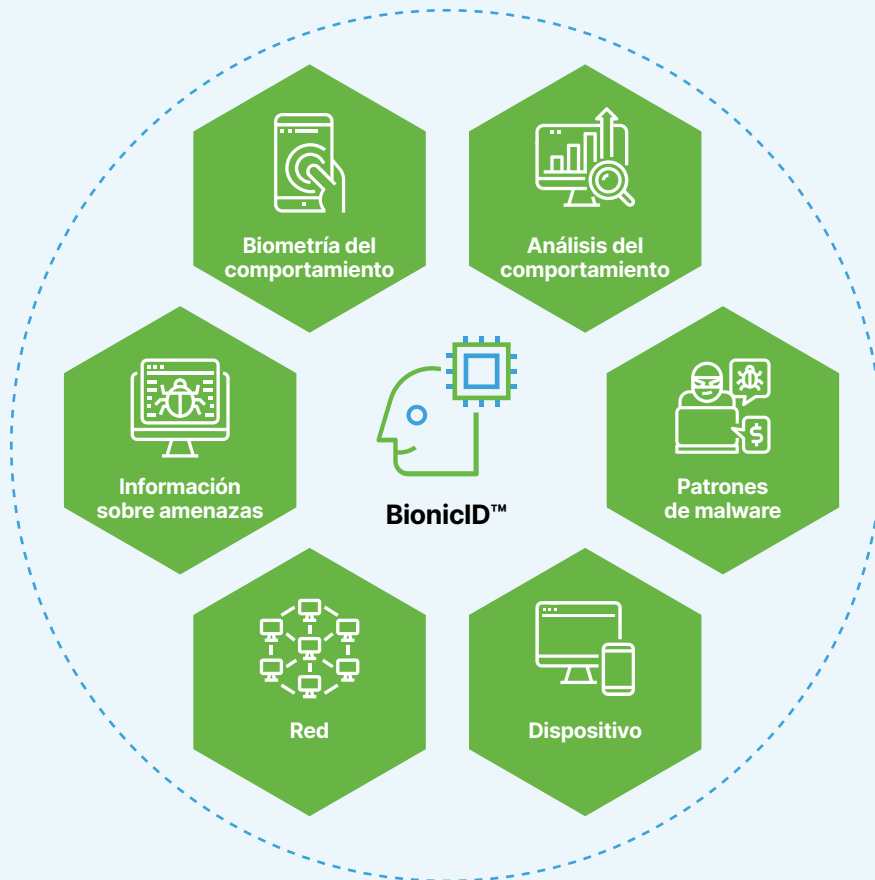 Biometría del
comportamiento
Análisis del
comportamiento
Información
sobre amenazas
BionicID™
Patrones
de malware
$
Red
Dispositivo